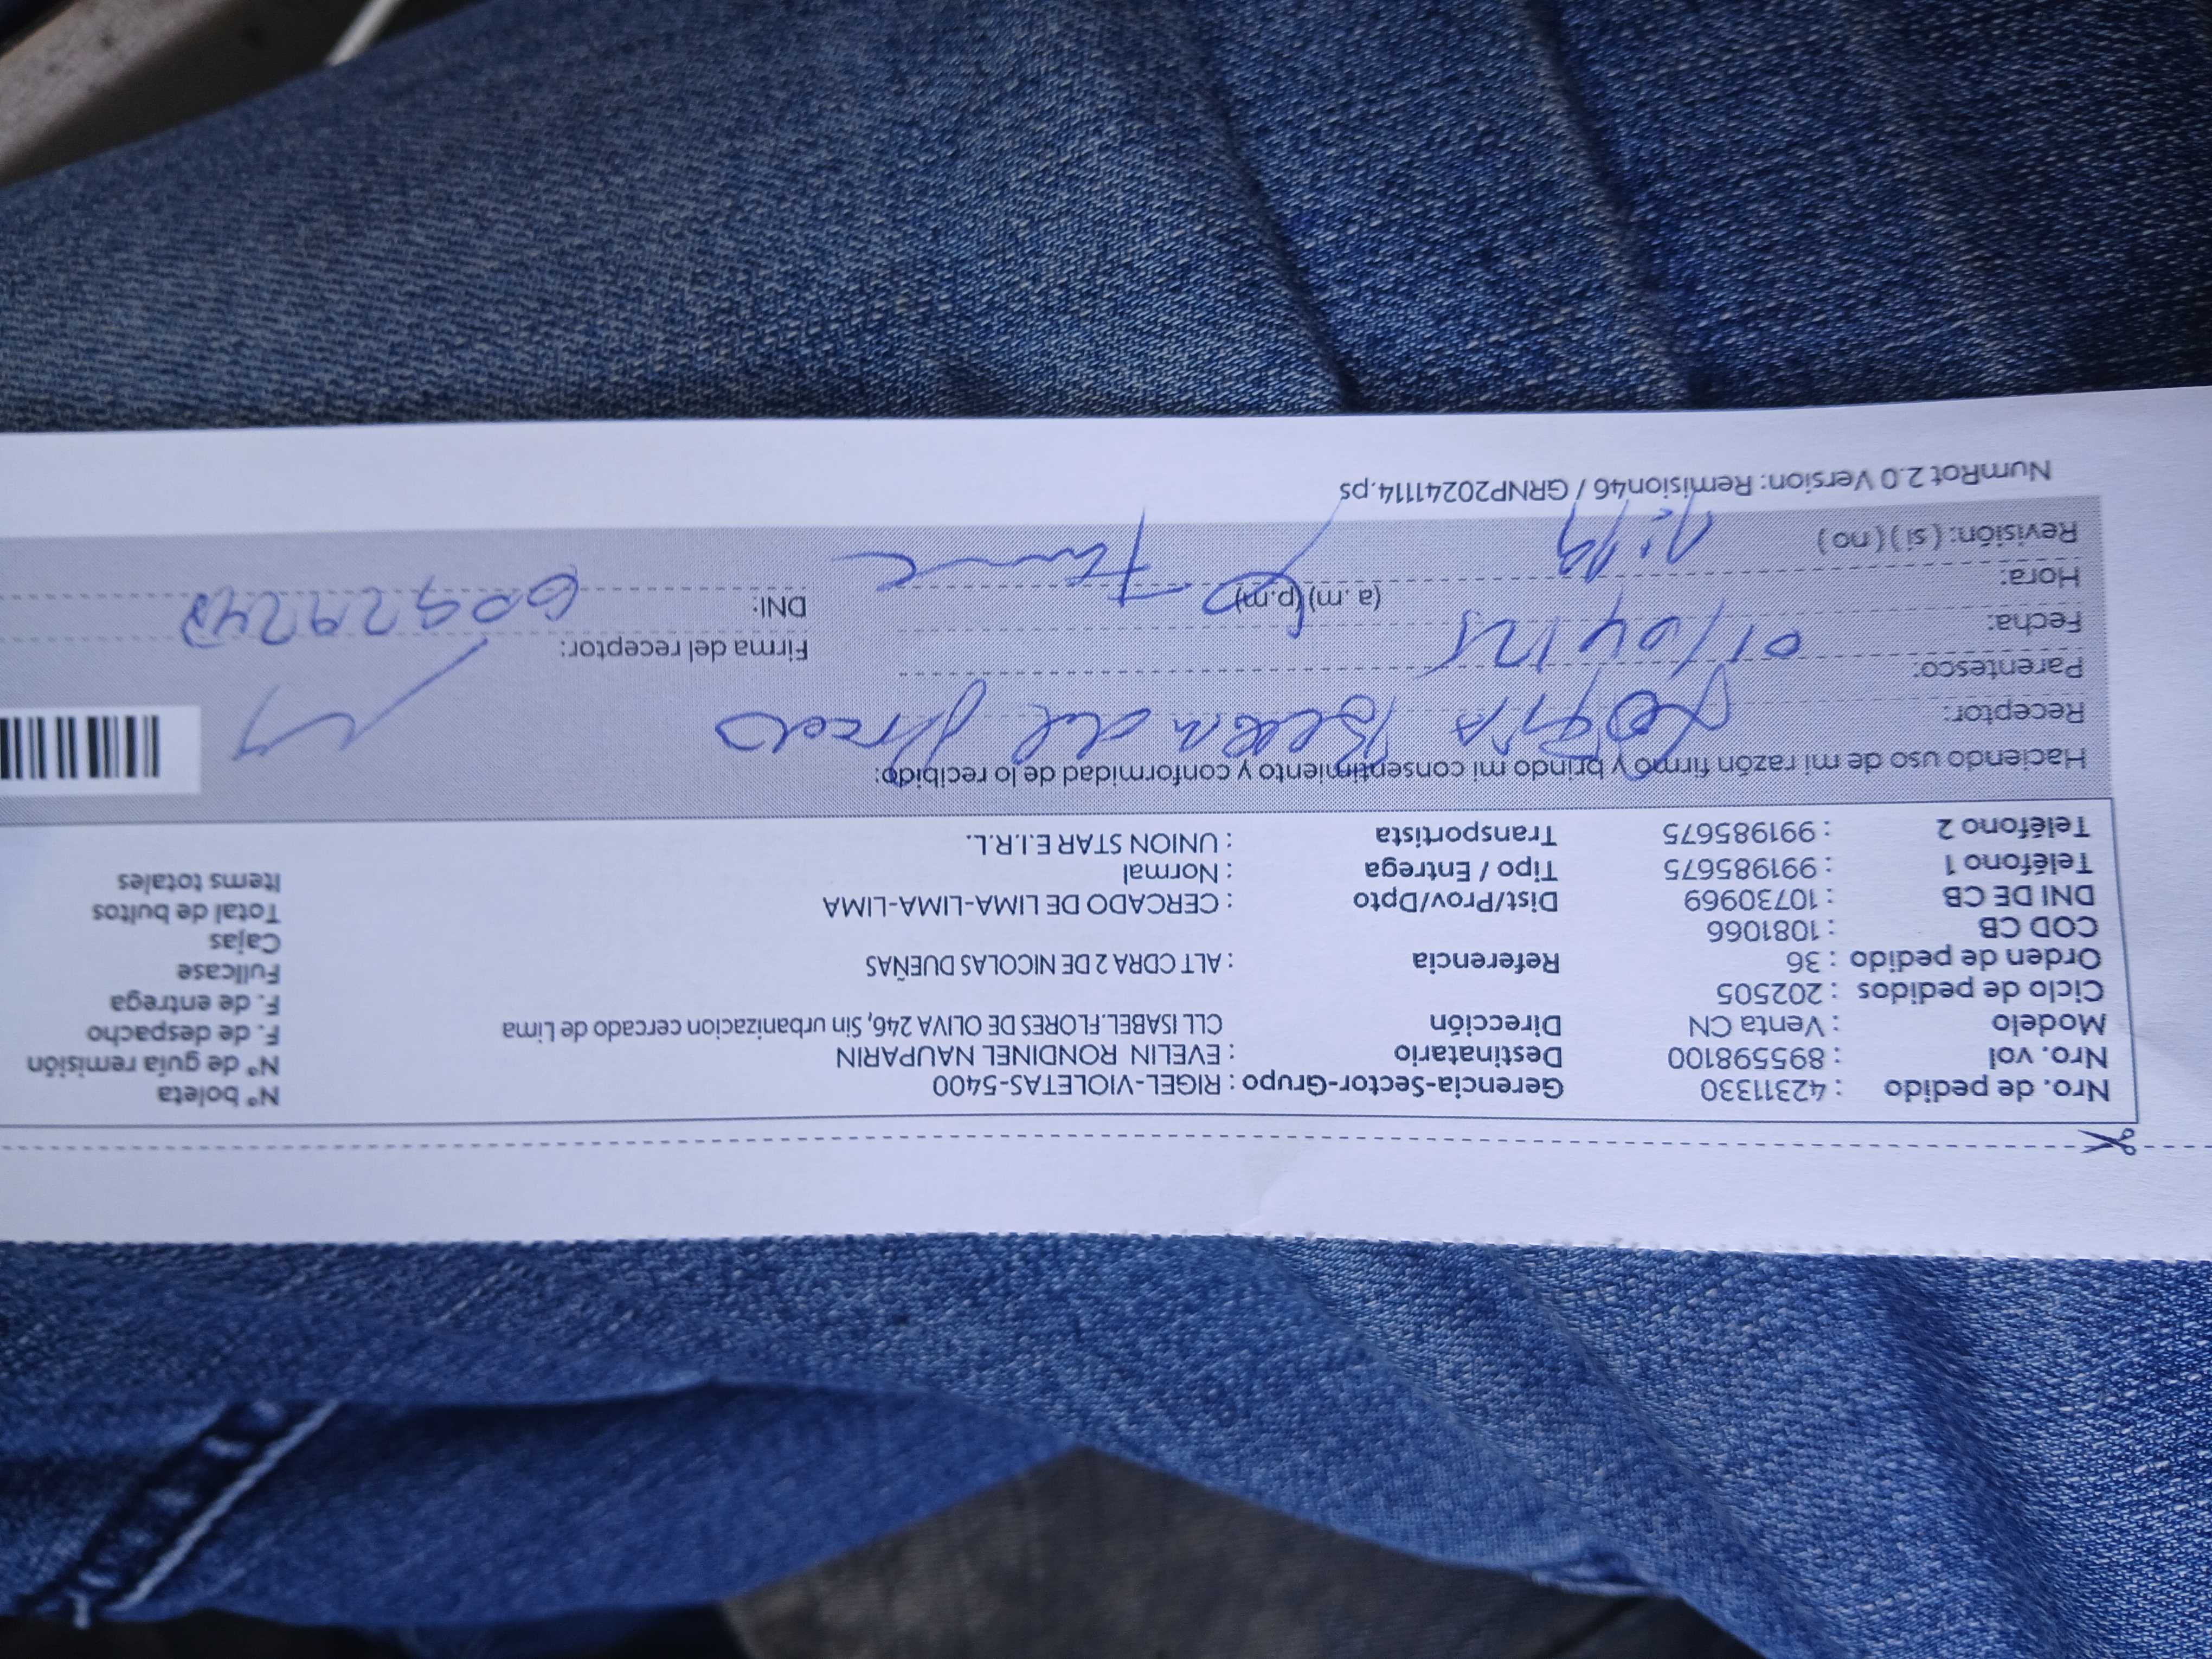 Nro. de pedido : 42311330 Gerencia-Sector-Grupo : RIGEL-VIOLETAS-5400 N° boleta
Nro. vol : 895598100 Destinatario : EVELIN RONDINEL NAUPARIN N° de guía remisión
Modelo : Venta CN Dirección CLL ISABEL.FLORES DE OLIVA 246, Sin urbanizacion cercado de Lima F. de despacho
Ciclo de pedidos : 202505 F. de entrega
Orden de pedido : 36 Referencia : ALT CDRA 2 DE NICOLAS DUEÑAS Fullcase
COD CB : 1081066 Cajas
DNI DE CB : 10730969 Dist/Prov/Dpto : CERCADO DE LIMA-LIMA-LIMA Total de bultos
Teléfono 1 : 991985675 Tipo / Entrega : Normal Items totales
Teléfono 2 : 991985675 Transportista : UNION STAR E.I.R.L.
Haciendo uso de mi razón firmo y brindo mi consentimiento y conformidad de lo recibido:
Receptor: del
Parentesco: Firma del receptor:
Fecha: 01/04/25
Hora: (a.m) (p.m) DNI:
Revisión: ( si ) ( no ) 1:19
NumRot 2.0 Version: Remision46 / GRNP20241114.ps